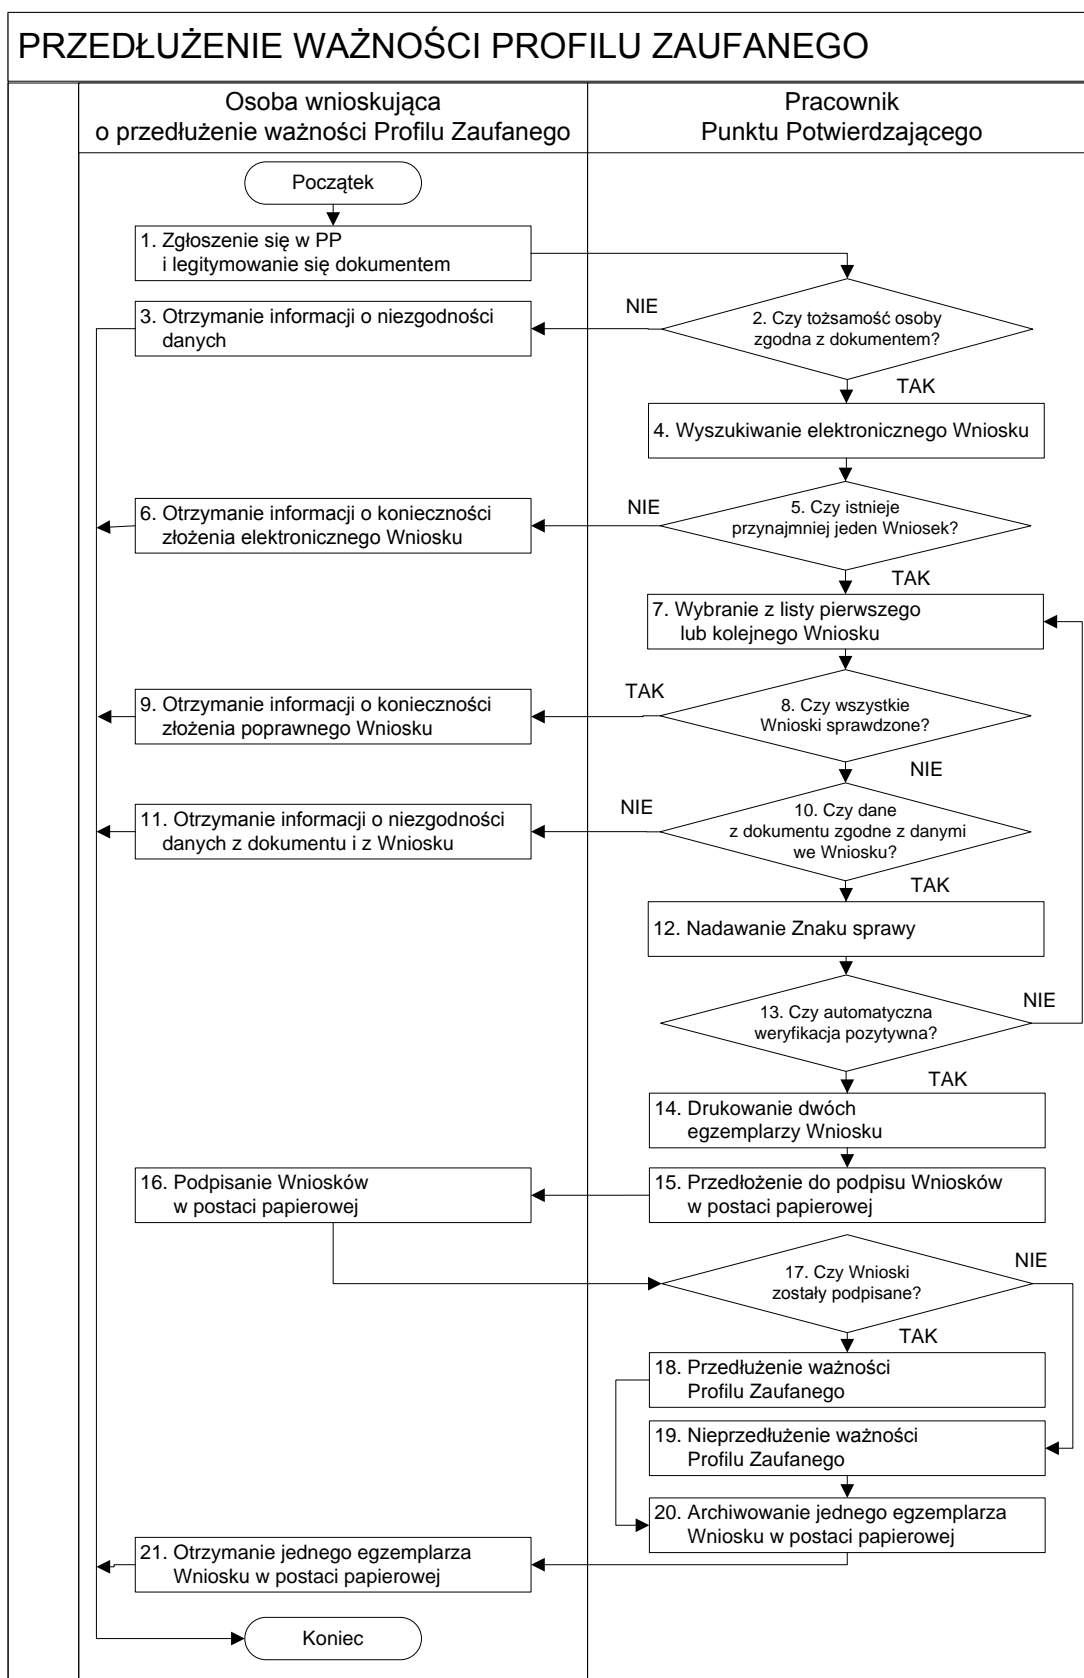 PRZEDŁUŻENIE WAŻNOŚCI PROFILU ZAUFANEGO
Osoba wnioskująca
o przedłużenie ważności Profilu Zaufanego
Pracownik
Punktu Potwierdzającego
Początek
1. Zgłoszenie się w PP
i legitymowanie się dokumentem
2. Czy tożsamość osoby
zgodna z dokumentem?
NIE
3. Otrzymanie informacji o niezgodności
danych
TAK
4. Wyszukiwanie elektronicznego Wniosku
5. Czy istnieje
przynajmniej jeden Wniosek?
NIE
6. Otrzymanie informacji o konieczności
złożenia elektronicznego Wniosku
TAK
7. Wybranie z listy pierwszego
lub kolejnego Wniosku
8. Czy wszystkie
Wnioski sprawdzone?
TAK
9. Otrzymanie informacji o konieczności
złożenia poprawnego Wniosku
NIE
10. Czy dane
z dokumentu zgodne z danymi
we Wniosku?
NIE
11. Otrzymanie informacji o niezgodności
danych z dokumentu i z Wniosku
TAK
12. Nadawanie Znaku sprawy
13. Czy automatyczna
weryfikacja pozytywna?
NIE
TAK
14. Drukowanie dwóch
egzemplarzy Wniosku
15. Przedłożenie do podpisu Wniosków
w postaci papierowej
16. Podpisanie Wniosków
w postaci papierowej
17. Czy Wnioski
zostały podpisane?
NIE
TAK
18. Przedłużenie ważności
Profilu Zaufanego
19. Nieprzedłużenie ważności
Profilu Zaufanego
20. Archiwowanie jednego egzemplarza
Wniosku w postaci papierowej
21. Otrzymanie jednego egzemplarza
Wniosku w postaci papierowej
Koniec